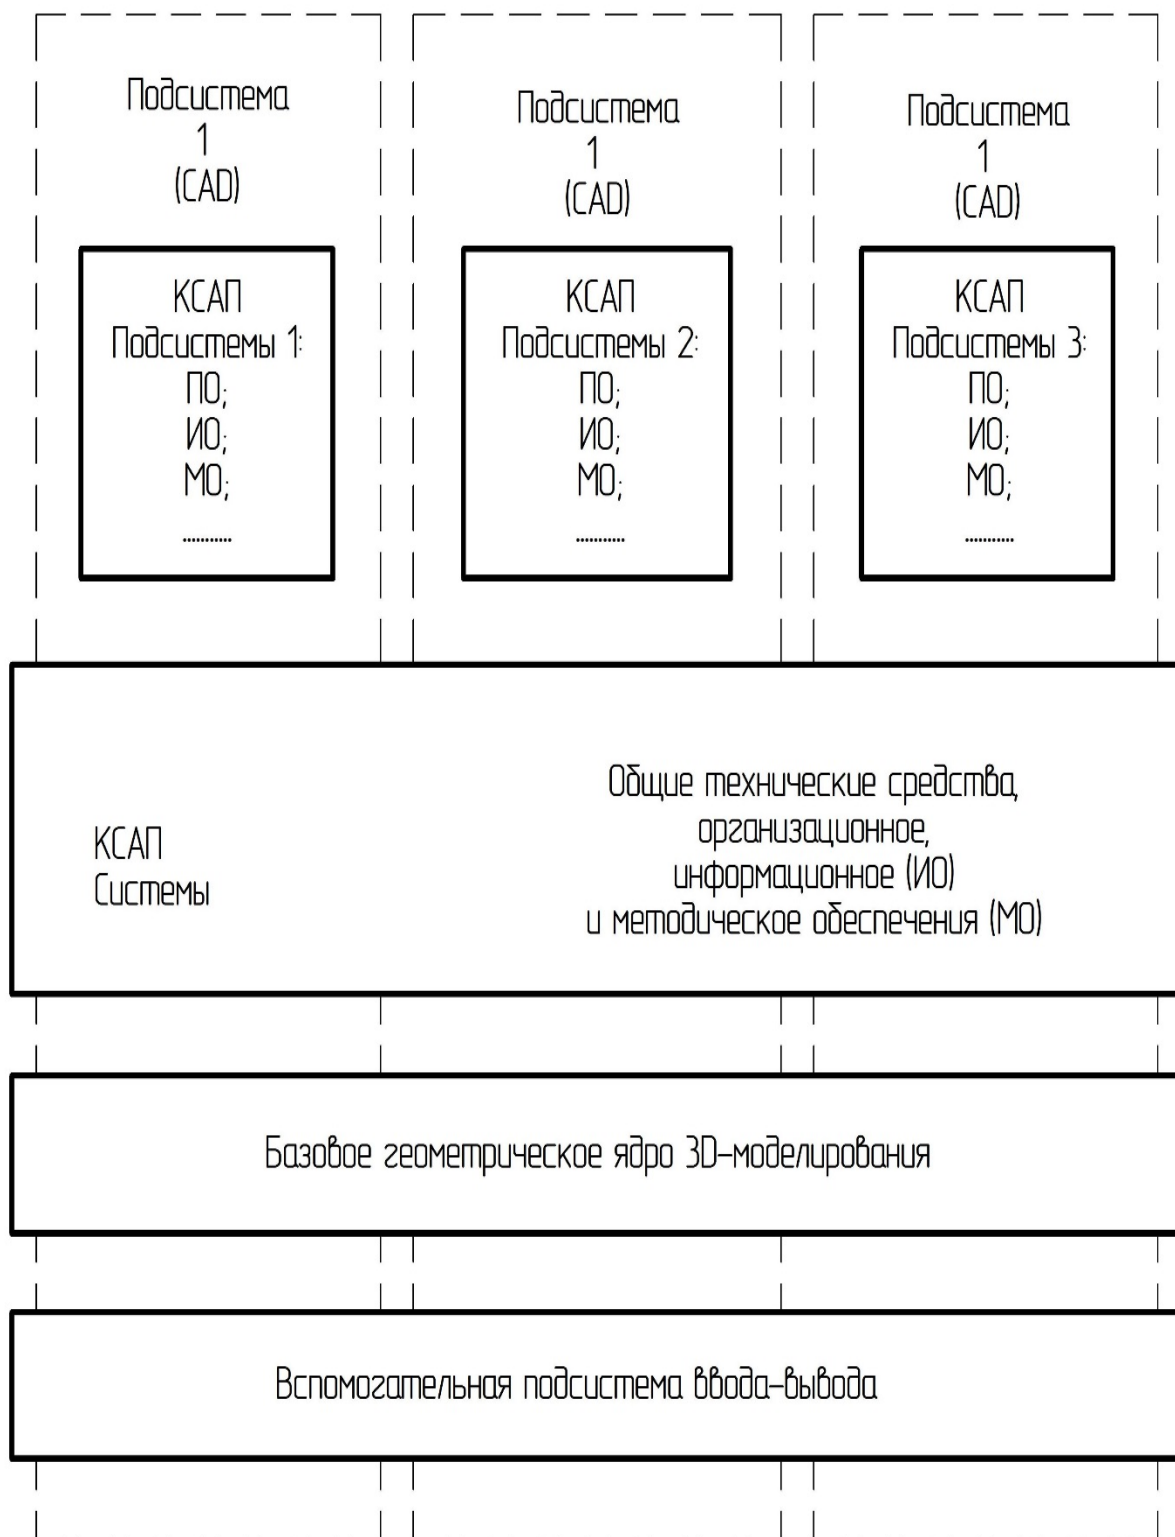 Подсистема
1
(CAD)
Подсистема
1
(CAD)
Подсистема
1
(CAD)
КСАП
Подсистемы 1:
ПО;
ИО;
МО;
...........
КСАП
Подсистемы 2:
ПО;
ИО;
МО;
...........
КСАП
Подсистемы 3:
ПО;
ИО;
МО;
...........
КСАП
Системы
Общие технические средства,
организационное,
информационное (ИО)
и методическое обеспечения (МО)
Базовое геометрическое ядро 3D-моделирования
Вспомогательная подсистема ввода-вывода